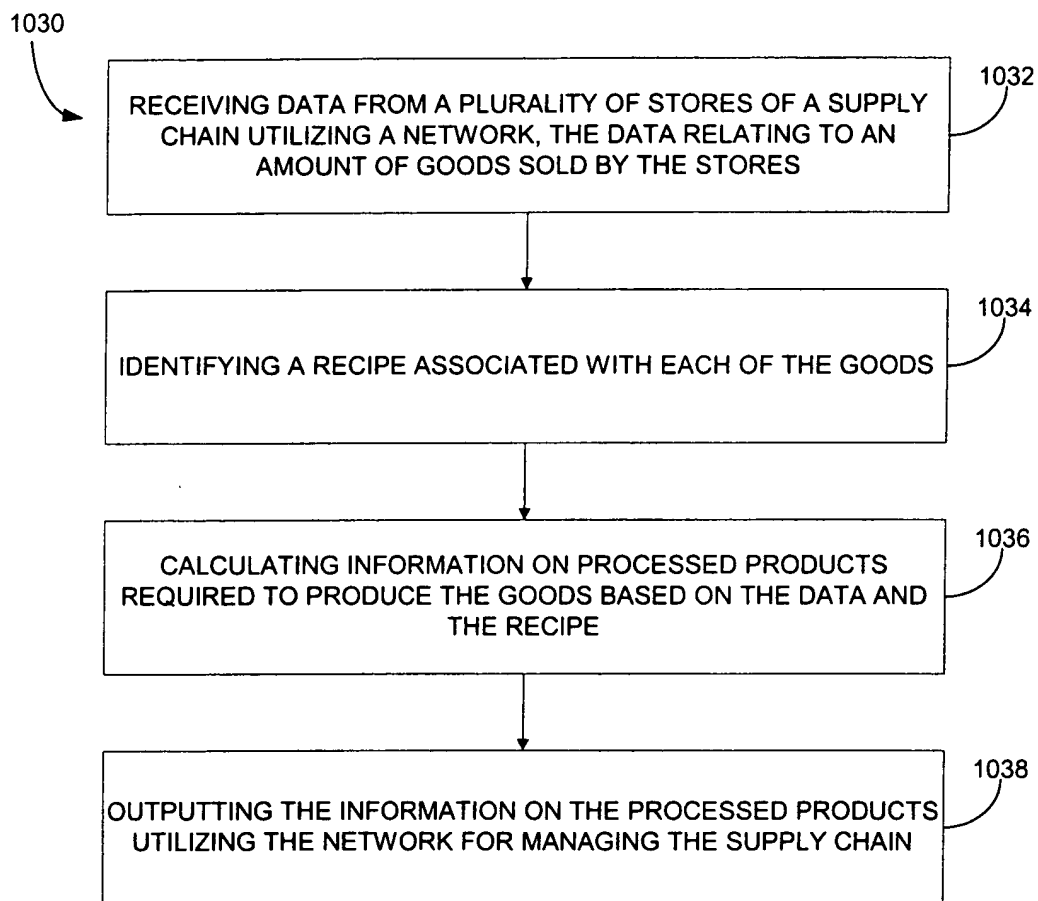 1030
1032
RECEIVING DATA FROM A PLURALITY OF STORES OF A SUPPLY
CHAIN UTILIZING A NETWORK, THE DATA RELATING TO AN
AMOUNT OF GOODS SOLD BY THE STORES
1034
IDENTIFYING A RECIPE ASSOCIATED WITH EACH OF THE GOODS
1036
CALCULATING INFORMATION ON PROCESSED PRODUCTS
REQUIRED TO PRODUCE THE GOODS BASED ON THE DATA AND
THE RECIPE
1038
OUTPUTTING THE INFORMATION ON THE PROCESSED PRODUCTS
UTILIZING THE NETWORK FOR MANAGING THE SUPPLY CHAIN